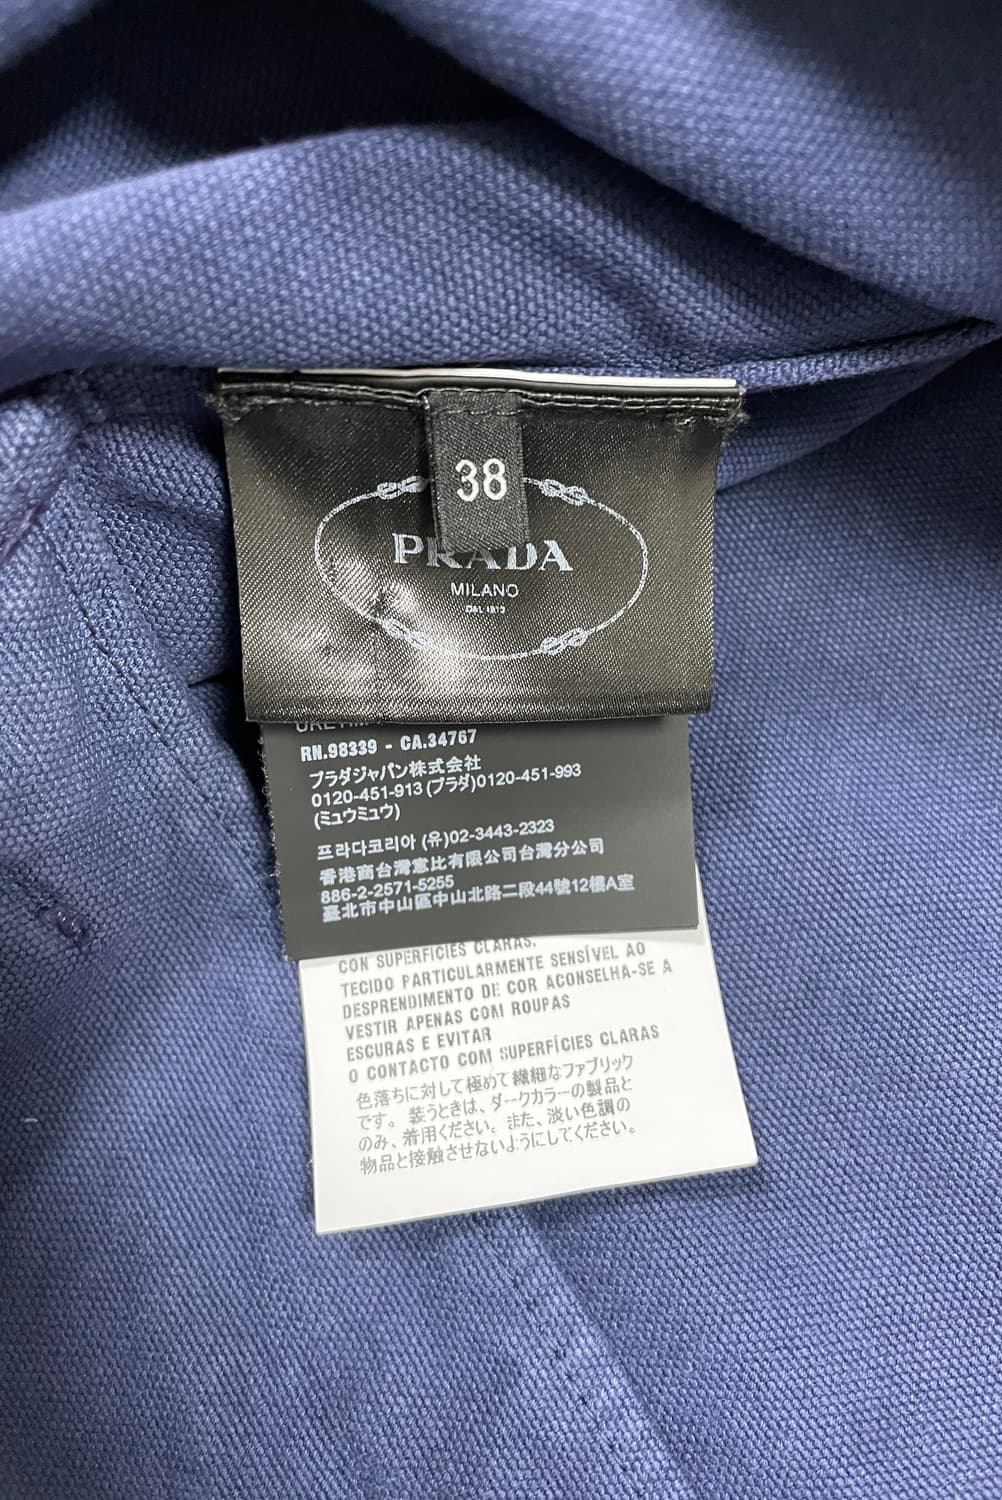 38
PRADA
MILANO
DAL 1913
RN.98339 - CA.34767
プラダジャパン株式会社
0120-451-913 (プラダ)0120-451-993
(ミュウミュウ)
프라다코리아 (유)02-3443-2323
香港商台灣惠比有限公司台灣分公司
886-2-2571-5255
臺北市中山區中山北路二段44號12樓A室
CON SUPERFICIES CLARAS.
TECIDO PARTICULARMENTE SENSÍVEL AO
DESPRENDIMENTO DE COR ACONSELHA-SE A
VESTIR APENAS COM ROUPAS
ESCURAS E EVITAR
O CONTACTO COM SUPERFÍCIES CLARAS
色落ちに対して極めて繊細なファブリック
です。装うときは、ダークカラーの製品と
のみ、着用ください。また、淡い色調の
物品と接触させないようにしてください。